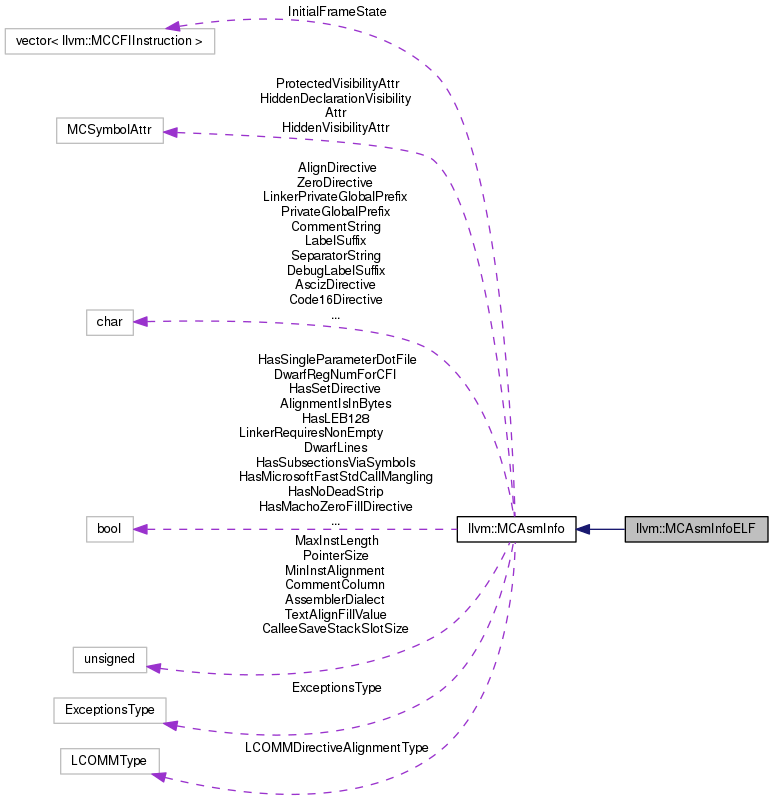 InitialFrameState
vector< llvm::MCCFIInstruction >
ProtectedVisibilityAttr
HiddenDeclarationVisibility
Attr
HiddenVisibilityAttr
MCSymbolAttr
AlignDirective
ZeroDirective
LinkerPrivateGlobalPrefix
PrivateGlobalPrefix
CommentString
LabelSuffix
SeparatorString
DebugLabelSuffix
AscizDirective
Code16Directive
...
char
HasSingleParameterDotFile
DwarfRegNumForCFI
HasSetDirective
AlignmentIsInBytes
HasLEB128
LinkerRequiresNonEmpty
DwarfLines
HasSubsectionsViaSymbols
HasMicrosoftFastStdCallMangling
HasNoDeadStrip
HasMachoZeroFillDirective
...
bool
llvm::MCAsmInfo
llvm::MCAsmInfoELF
MaxInstLength
PointerSize
MinInstAlignment
CommentColumn
AssemblerDialect
TextAlignFillValue
CalleeSaveStackSlotSize
unsigned
ExceptionsType
ExceptionsType
LCOMMDirectiveAlignmentType
LCOMMType